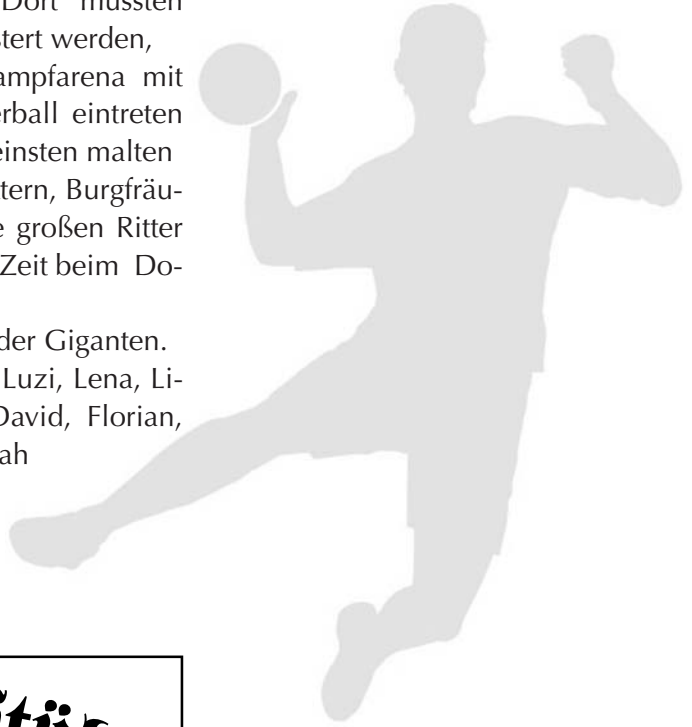 Dort mussten
stert werden,
ampfarena mit
rball eintreten
einsten malten
tern, Burgfräu-
e großen Ritter
Zeit beim Do-
der Giganten.
Luzi, Lena, Li-
David, Florian,
ah